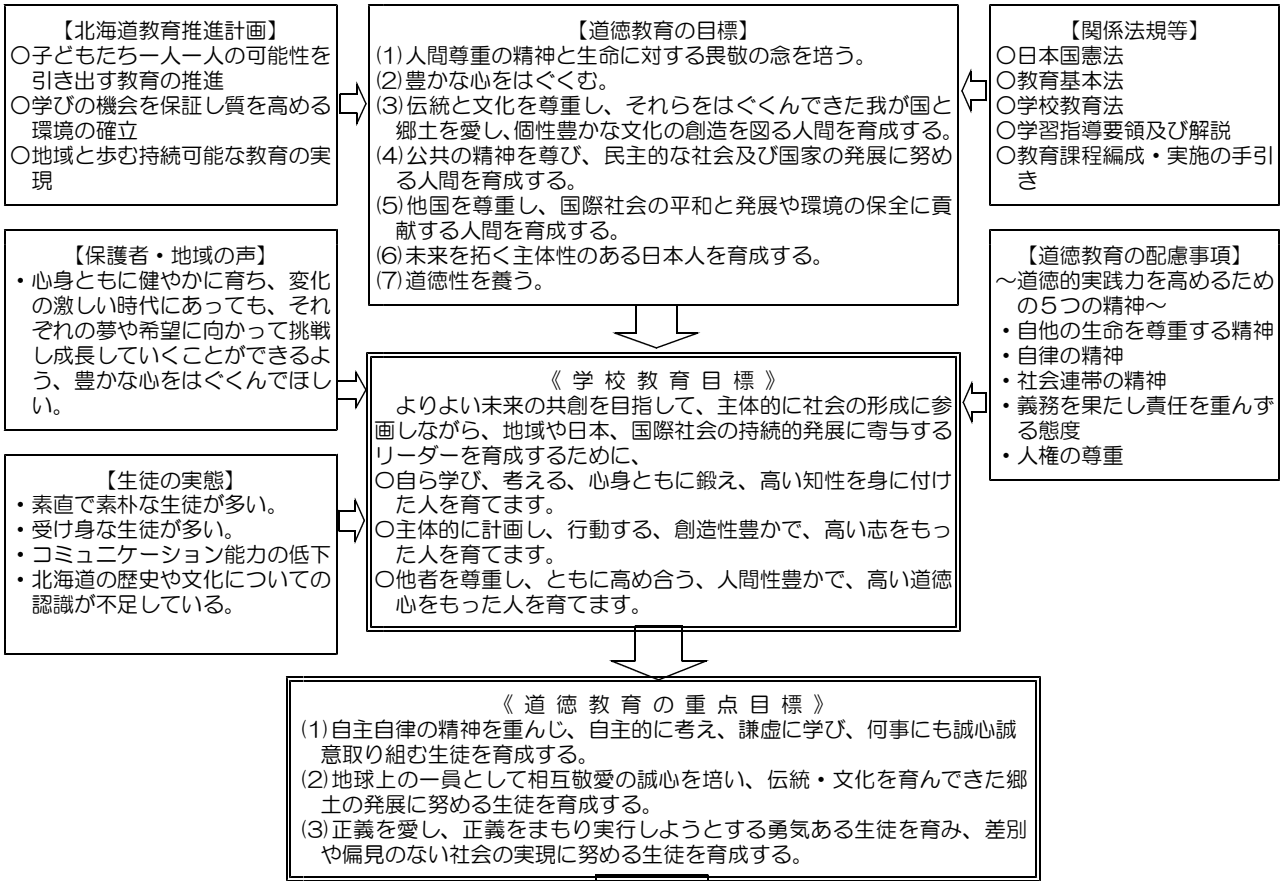 【北海道教育推進計画】
〇子どもたち一人一人の可能性を
引き出す教育の推進
〇学びの機会を保証し質を高める
環境の確立
〇地域と歩む持続可能な教育の実
現
【道徳教育の目標】
⑴人間尊重の精神と生命に対する畏敬の念を培う。
⑵豊かな心をはぐくむ。
⑶伝統と文化を尊重し、それらをはぐくんできた我が国と
郷土を愛し、個性豊かな文化の創造を図る人間を育成する。
⑷公共の精神を尊び、民主的な社会及び国家の発展に努め
る人間を育成する。
⑸他国を尊重し、国際社会の平和と発展や環境の保全に貢
献する人間を育成する。
⑹未来を拓く主体性のある日本人を育成する。
⑺道徳性を養う。
【関係法規等】
〇日本国憲法
〇教育基本法
〇学校教育法
〇学習指導要領及び解説
〇教育課程編成・実施の手引
き
【保護者・地域の声】
・心身ともに健やかに育ち、変化
の激しい時代にあっても、それ
ぞれの夢や希望に向かって挑戦
し成長していくことができるよ
う、豊かな心をはぐくんでほし
い。
【道徳教育の配慮事項】
～道徳的実践力を高めるため
の５つの精神～
・自他の生命を尊重する精神
・自律の精神
・社会連帯の精神
・義務を果たし責任を重んず
る態度
・人権の尊重
《 学 校 教 育 目 標 》
よりよい未来の共創を目指して、主体的に社会の形成に参
画しながら、地域や日本、国際社会の持続的発展に寄与する
リーダーを育成するために、
〇自ら学び、考える、心身ともに鍛え、高い知性を身に付け
た人を育てます。
〇主体的に計画し、行動する、創造性豊かで、高い志をもっ
た人を育てます。
〇他者を尊重し、ともに高め合う、人間性豊かで、高い道徳
心をもった人を育てます。
【生徒の実態】
・素直で素朴な生徒が多い。
・受け身な生徒が多い。
・コミュニケーション能力の低下
・北海道の歴史や文化についての
認識が不足している。
《 道 徳 教 育 の 重 点 目 標 》
⑴自主自律の精神を重んじ、自主的に考え、謙虚に学び、何事にも誠心誠
意取り組む生徒を育成する。
⑵地球上の一員として相互敬愛の誠心を培い、伝統・文化を育んできた郷
土の発展に努める生徒を育成する。
⑶正義を愛し、正義をまもり実行しようとする勇気ある生徒を育み、差別
や偏見のない社会の実現に努める生徒を育成する。